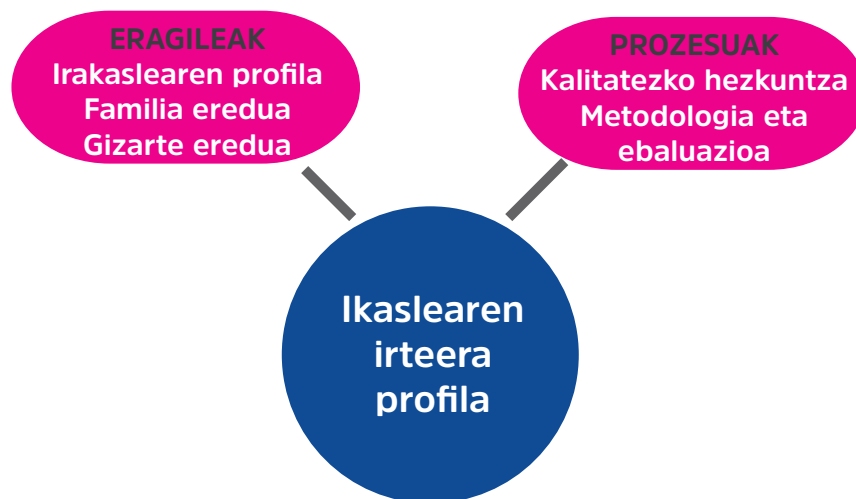 ERAGILEAK
Irakaslearen profila
Familia eredua
Gizarte eredua
PROZESUAK
Kalitatezko hezkuntza
Metodologia eta
ebaluazioa
Ikaslearen
irteera
profila